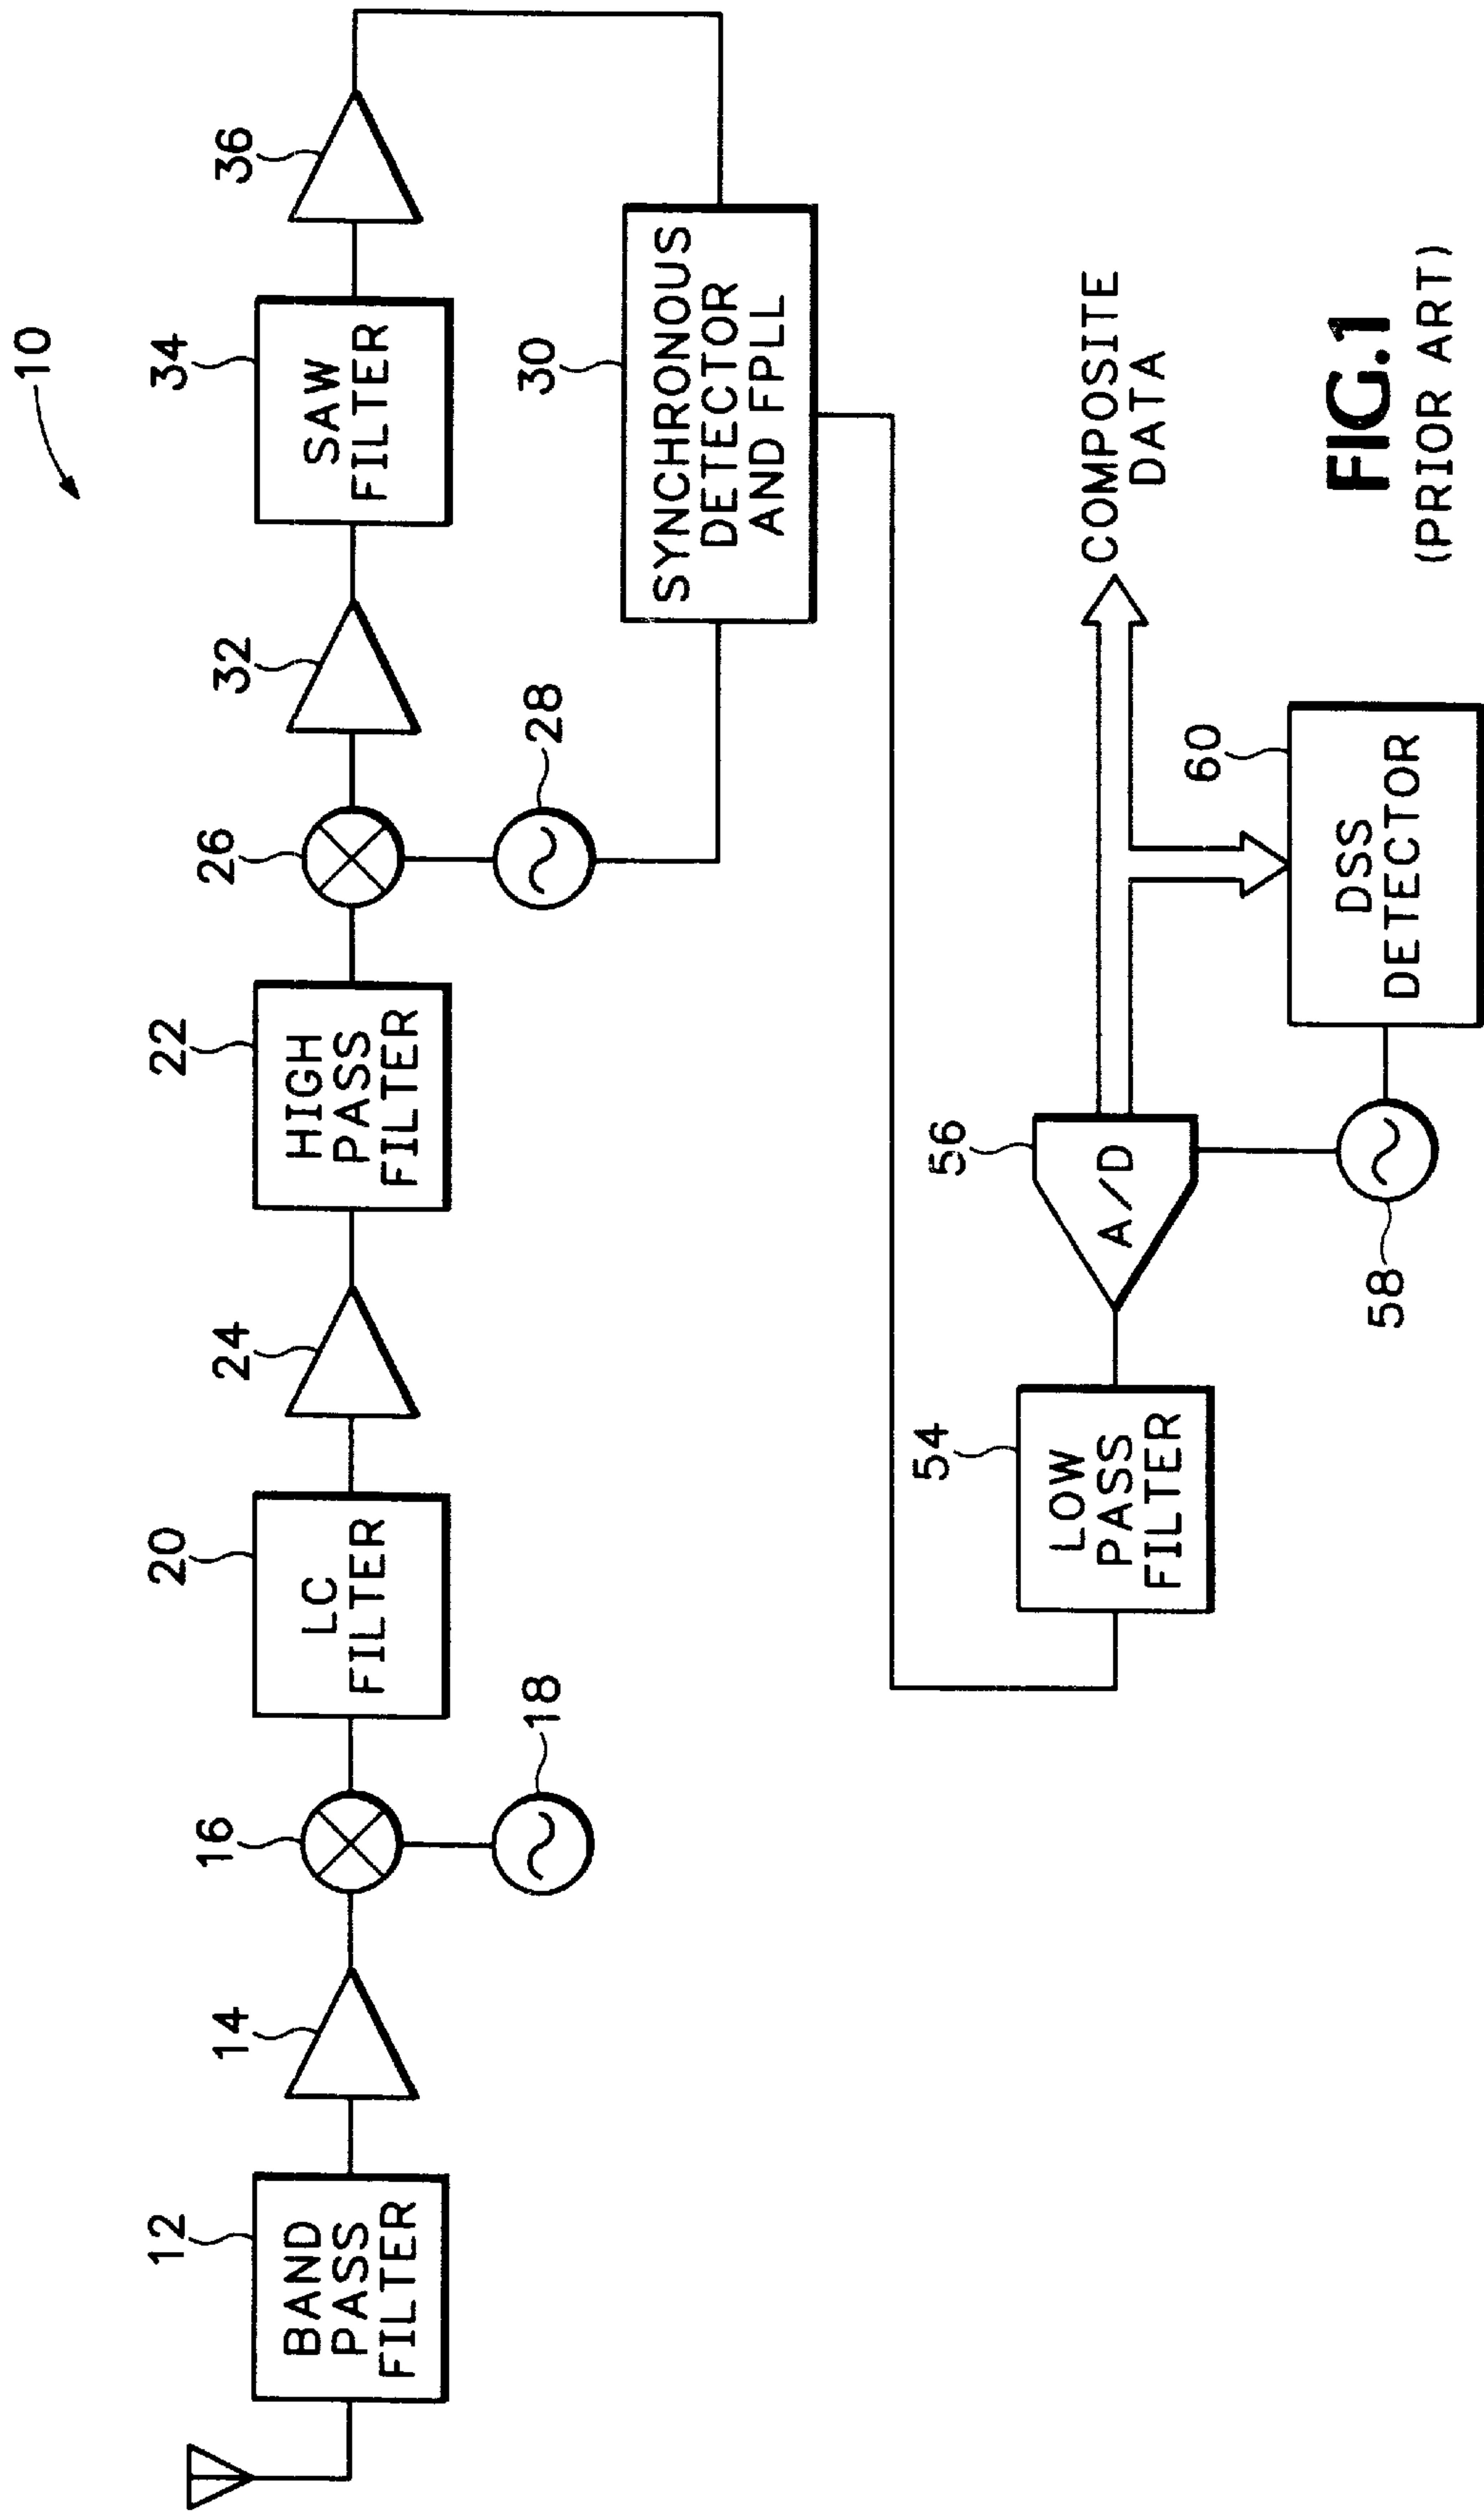 10
12
BAND
PASS
FILTER
14
16
18
20
LC
FILTER
24
22
HIGH
PASS
FILTER
26
28
32
34
SAW
FILTER
36
30
SYNCHRONOUS
DETECTOR
AND FPLL
54
LOW
PASS
FILTER
56
A/D
58
60
DSS
DETECTOR
COMPOSITE
DATA
FIG.1
(PRIOR ART)